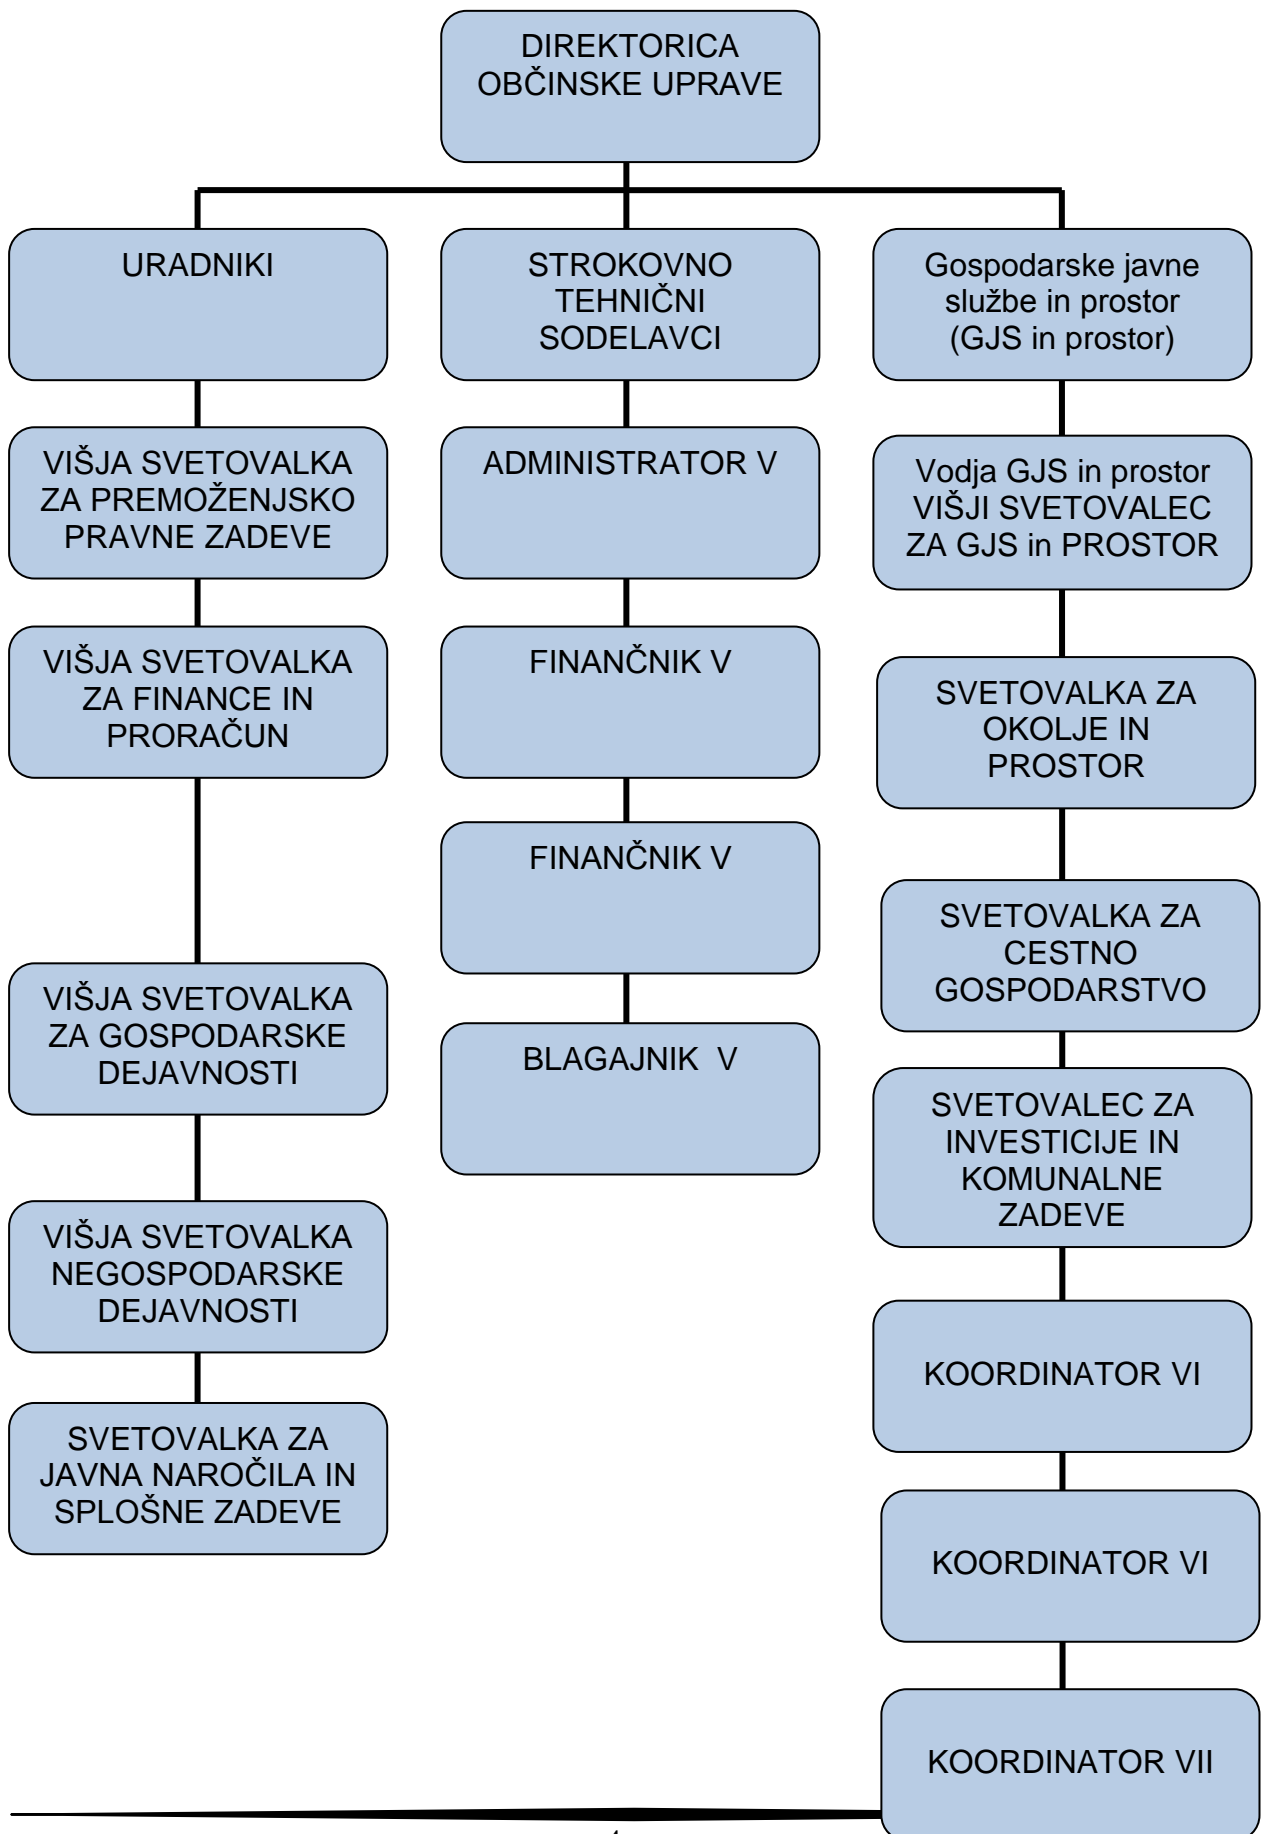 DIREKTORICA
OBČINSKE UPRAVE
URADNIKI
VIŠJA SVETOVALKA
ZA PREMOŽENJSKO
PRAVNE ZADEVE
VIŠJA SVETOVALKA
ZA FINANCE IN
PRORAČUN
VIŠJA SVETOVALKA
ZA GOSPODARSKE
DEJAVNOSTI
VIŠJA SVETOVALKA
NEGOSPODARSKE
DEJAVNOSTI
SVETOVALKA ZA
JAVNA NAROČILA IN
SPLOŠNE ZADEVE
STROKOVNO
TEHNIČNI
SODELAVCI
ADMINISTRATOR V
FINANČNIK V
FINANČNIK V
BLAGAJNIK V
Gospodarske javne
službe in prostor
(GJS in prostor)
Vodja GJS in prostor
VIŠJI SVETOVALEC
ZA GJS in PROSTOR
SVETOVALKA ZA
OKOLJE IN
PROSTOR
SVETOVALKA ZA
CESTNO
GOSPODARSTVO
SVETOVALEC ZA
INVESTICIJE IN
KOMUNALNE
ZADEVE
KOORDINATOR VI
KOORDINATOR VI
KOORDINATOR VII